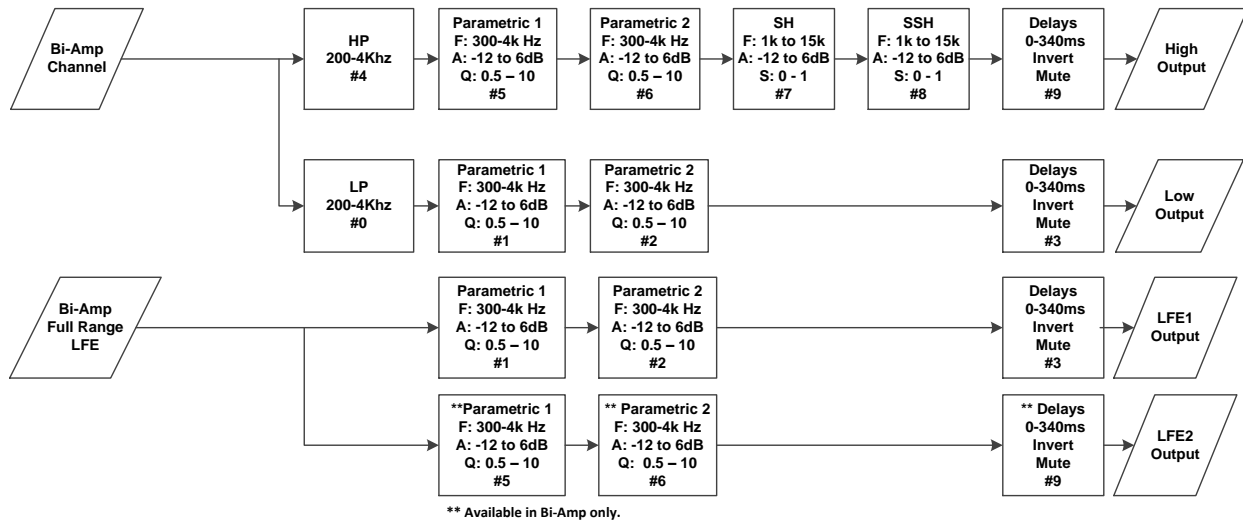 Bi-Amp
Channel
HP
200-4Khz
#4
Parametric 1
F: 300-4k Hz
A: -12 to 6dB
Q: 0.5 – 10
#5
Parametric 2
F: 300-4k Hz
A: -12 to 6dB
Q: 0.5 – 10
#6
SH
F: 1k to 15k
A: -12 to 6dB
S: 0 - 1
#7
SSH
F: 1k to 15k
A: -12 to 6dB
S: 0 - 1
#8
Delays
0-340ms
Invert
Mute
#9
High
Output
LP
200-4Khz
#0
Parametric 1
F: 300-4k Hz
A: -12 to 6dB
Q: 0.5 – 10
#1
Parametric 2
F: 300-4k Hz
A: -12 to 6dB
Q: 0.5 – 10
#2
Delays
0-340ms
Invert
Mute
#3
Low
Output
Bi-Amp
Full Range
LFE
Parametric 1
F: 300-4k Hz
A: -12 to 6dB
Q: 0.5 – 10
#1
Parametric 2
F: 300-4k Hz
A: -12 to 6dB
Q: 0.5 – 10
#2
Delays
0-340ms
Invert
Mute
#3
LFE1
Output
**Parametric 1
F: 300-4k Hz
A: -12 to 6dB
Q: 0.5 – 10
#5
** Parametric 2
F: 300-4k Hz
A: -12 to 6dB
Q: 0.5 – 10
#6
** Delays
0-340ms
Invert
Mute
#9
LFE2
Output
** Available in Bi-Amp only.